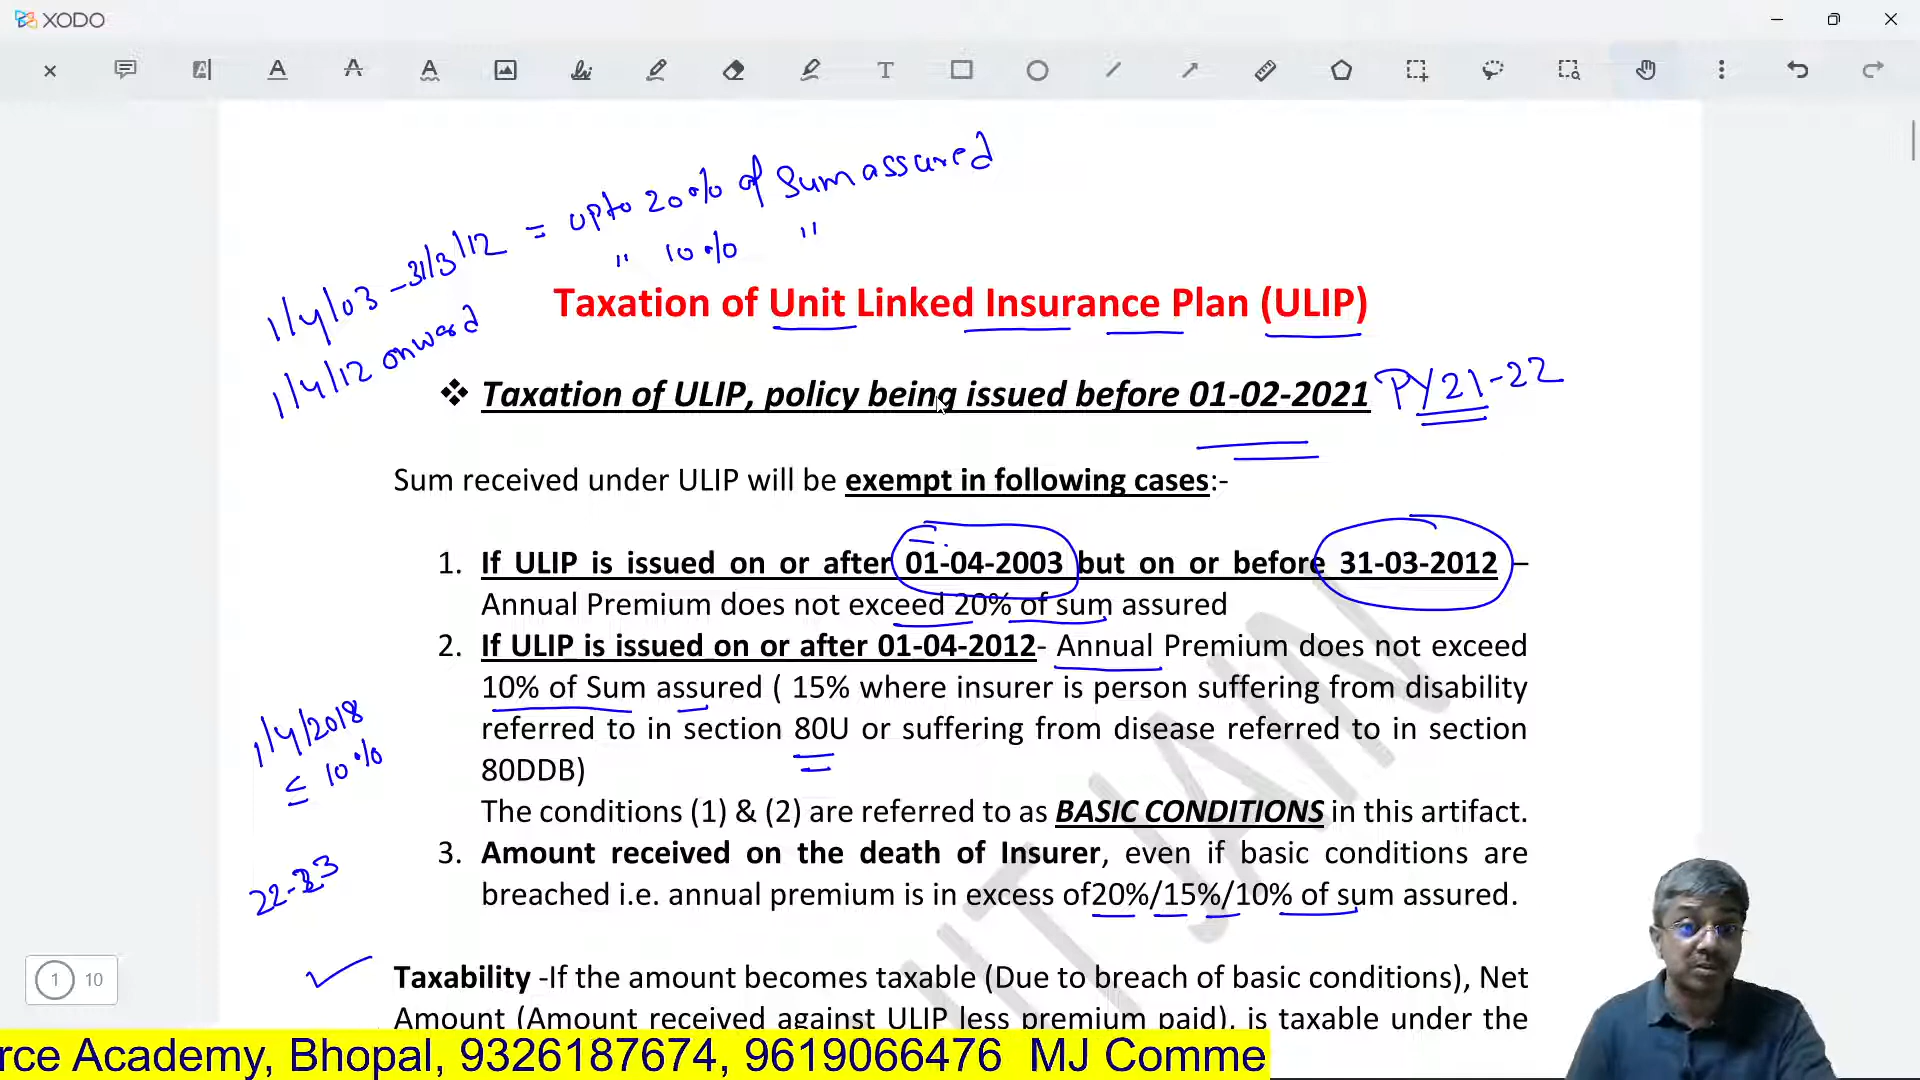 XODO
1/4/03 - 31/3/12 = upto 20% of Sum assured
1/4/12 onward " 10% "
Taxation of Unit Linked Insurance Plan (ULIP)
❖ Taxation of ULIP, policy being issued before 01-02-2021 PY21-22
Sum received under ULIP will be exempt in following cases:-
1. If ULIP is issued on or after 01-04-2003 but on or before 31-03-2012 –
Annual Premium does not exceed 20% of sum assured
2. If ULIP is issued on or after 01-04-2012- Annual Premium does not exceed
10% of Sum assured ( 15% where insurer is person suffering from disability
referred to in section 80U or suffering from disease referred to in section
80DDB)
1/4/2018
≤ 10%
The conditions (1) & (2) are referred to as BASIC CONDITIONS in this artifact.
3. Amount received on the death of Insurer, even if basic conditions are
breached i.e. annual premium is in excess of20%/15%/10% of sum assured.
22-23
Taxability -If the amount becomes taxable (Due to breach of basic conditions), Net
Amount (Amount received against ULIP less premium paid), is taxable under the
1 10
NIT JAIN
rce Academy, Bhopal, 9326187674, 9619066476 MJ Comme